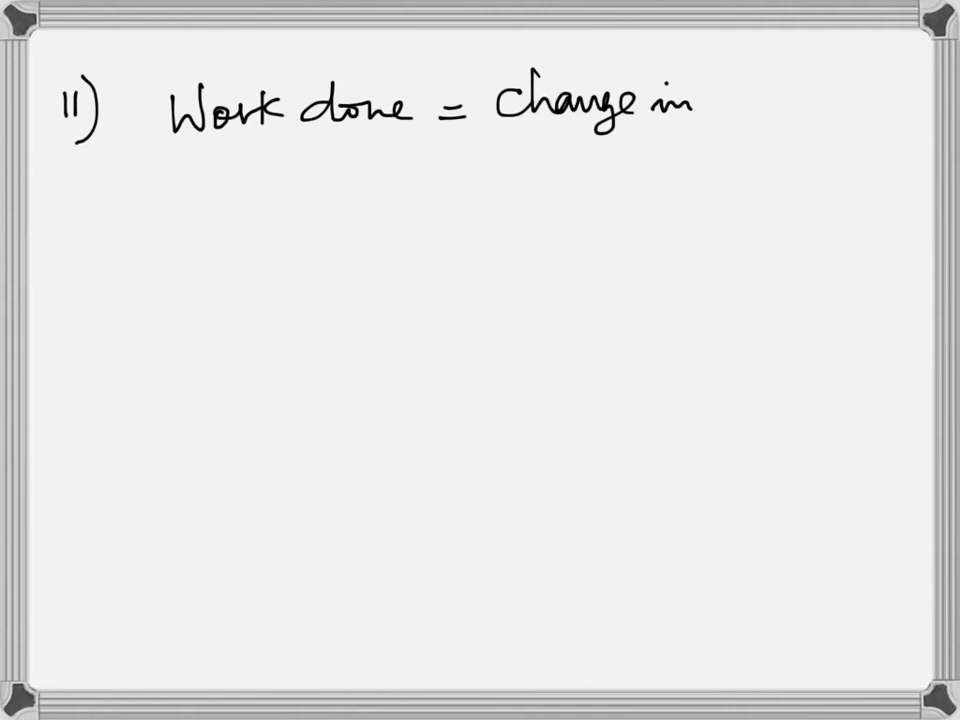 11) Work done = change in